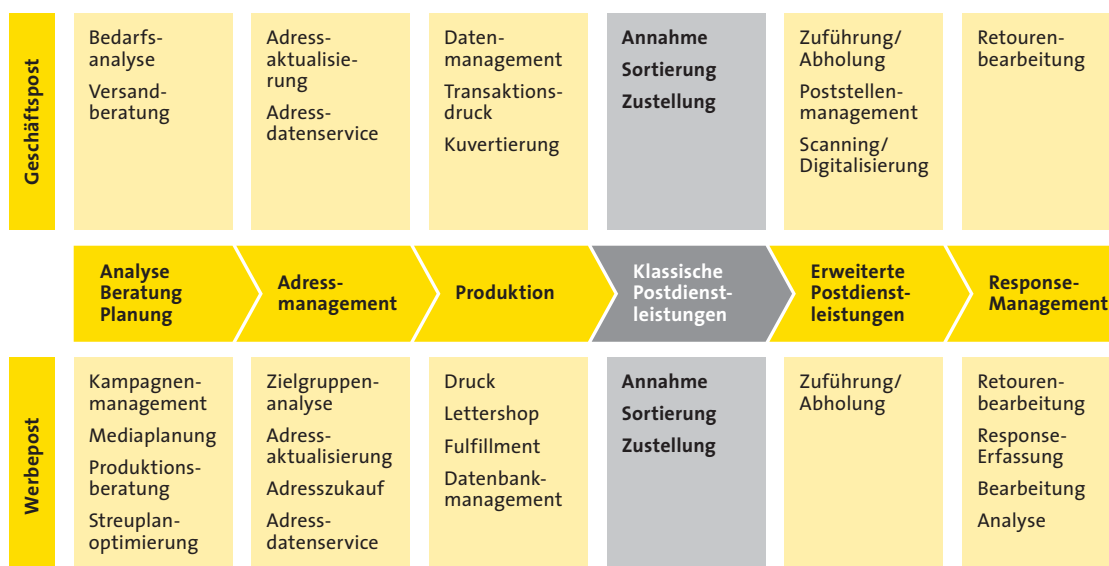 Geschäftspost
Bedarfs-
analyse
Versand-
beratung
Adress-
aktualisie-
rung
Adress-
datenservice
Daten-
management
Transaktions-
druck
Kuvertierung
Annahme
Sortierung
Zustellung
Zuführung/
Abholung
Poststellen-
management
Scanning/
Digitalisierung
Retouren-
bearbeitung
Analyse
Beratung
Planung
Adress-
management
Produktion
Klassische
Postdienst-
leistungen
Erweiterte
Postdienst-
leistungen
Response-
Management
Werbepost
Kampagnen-
management
Mediaplanung
Produktions-
beratung
Streuplan-
optimierung
Zielgruppen-
analyse
Adress-
aktualisierung
Adresszukauf
Adress-
datenservice
Druck
Lettershop
Fulfillment
Datenbank-
management
Annahme
Sortierung
Zustellung
Zuführung/
Abholung
Retouren-
bearbeitung
Response-
Erfassung
Bearbeitung
Analyse